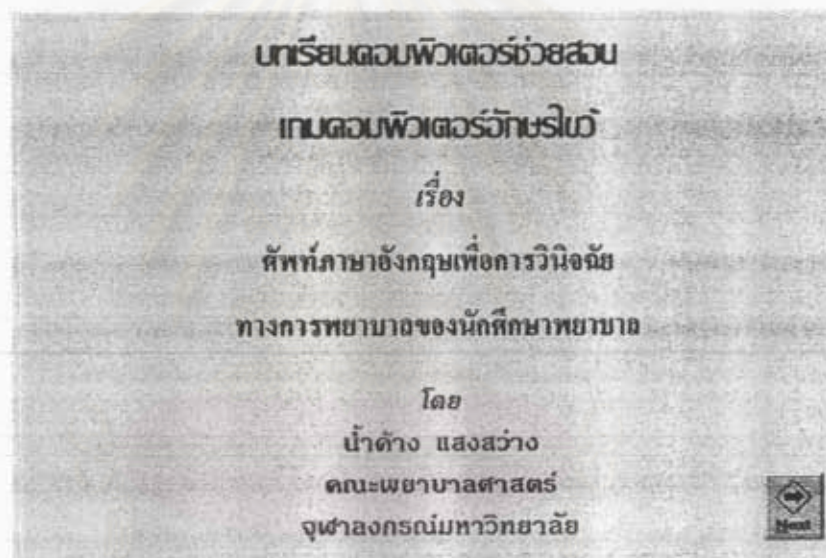 บทเรียนคอมพิวเตอร์ช่วยสอน
เกมคอมพิวเตอร์อักษรไขว้
เรื่อง
ศัพท์ภาษาอังกฤษเพื่อการวินิจฉัย
ทางการพยาบาลของนักศึกษาพยาบาล
โดย
น้ำค้าง แสงสว่าง
คณะพยาบาลศาสตร์
จุฬาลงกรณ์มหาวิทยาลัย
Next